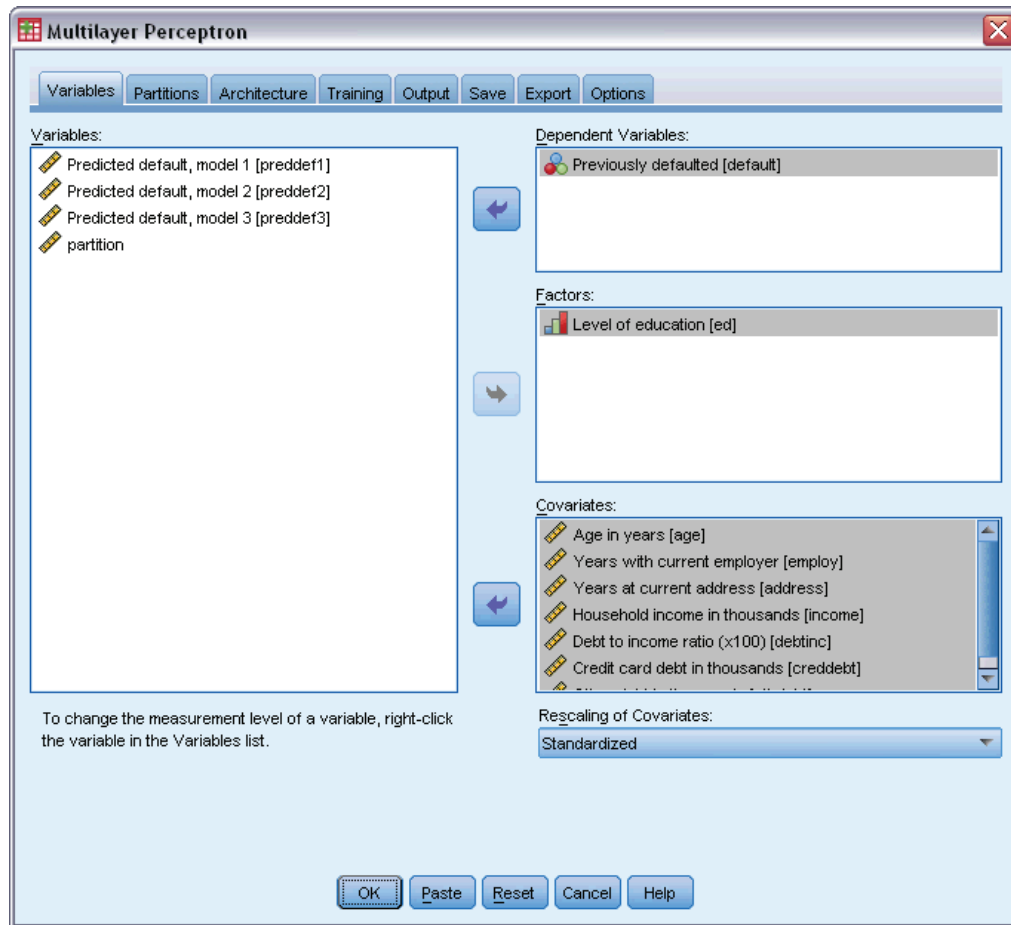 Multilayer Perceptron
Variables Partitions Architecture Training Output Save Export Options
Variables:
Predicted default, model 1 [preddef1]
Predicted default, model 2 [preddef2]
Predicted default, model 3 [preddef3]
partition
To change the measurement level of a variable, right-click
the variable in the Variables list.
Dependent Variables:
Previously defaulted [default]
Factors:
Level of education [ed]
Covariates:
Age in years [age]
Years with current employer [employ]
Years at current address [address]
Household income in thousands [income]
Debt to income ratio (x100) [debtinc]
Credit card debt in thousands [creddebt]
Rescaling of Covariates:
Standardized
OK Paste Reset Cancel Help